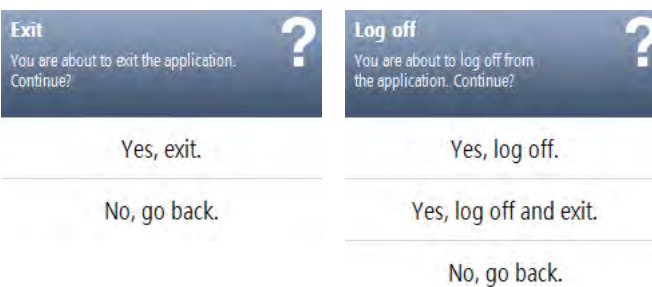 Exit
You are about to exit the application.
Continue?
?
Yes, exit.
No, go back.
Log off
You are about to log off from
the application. Continue?
?
Yes, log off.
Yes, log off and exit.
No, go back.